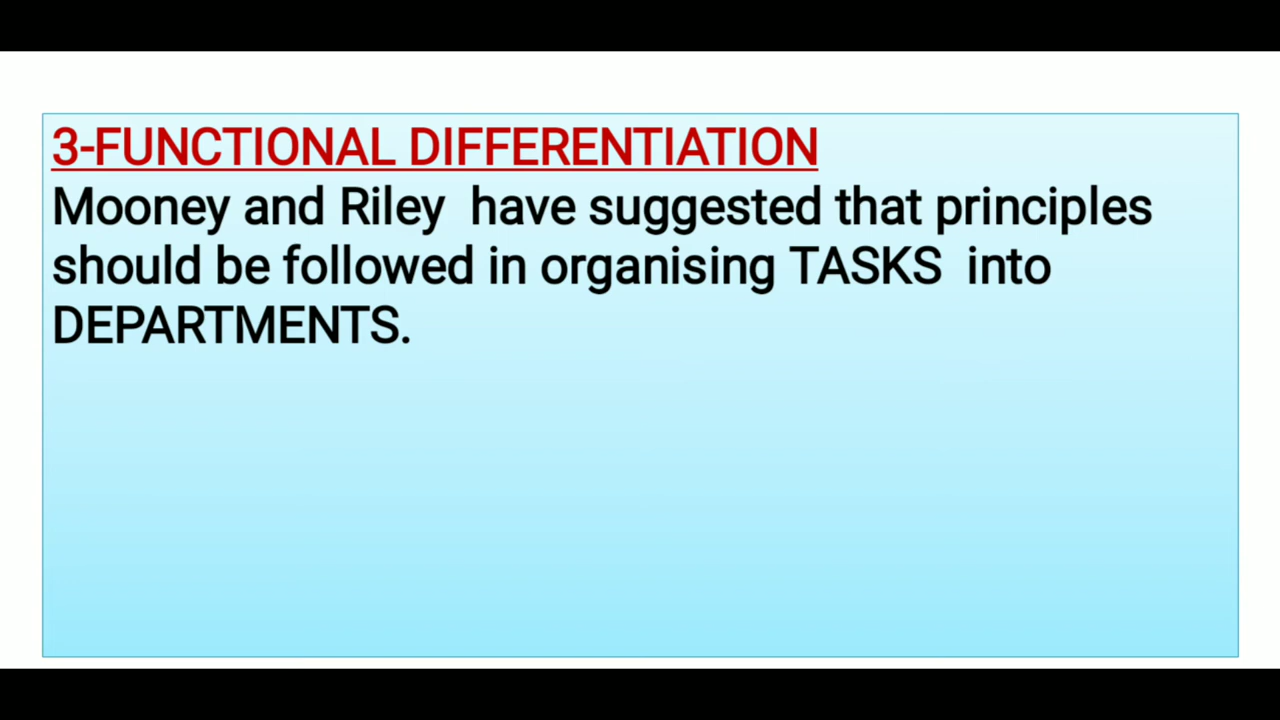 3-FUNCTIONAL DIFFERENTIATION
Mooney and Riley have suggested that principles
should be followed in organising TASKS into
DEPARTMENTS.